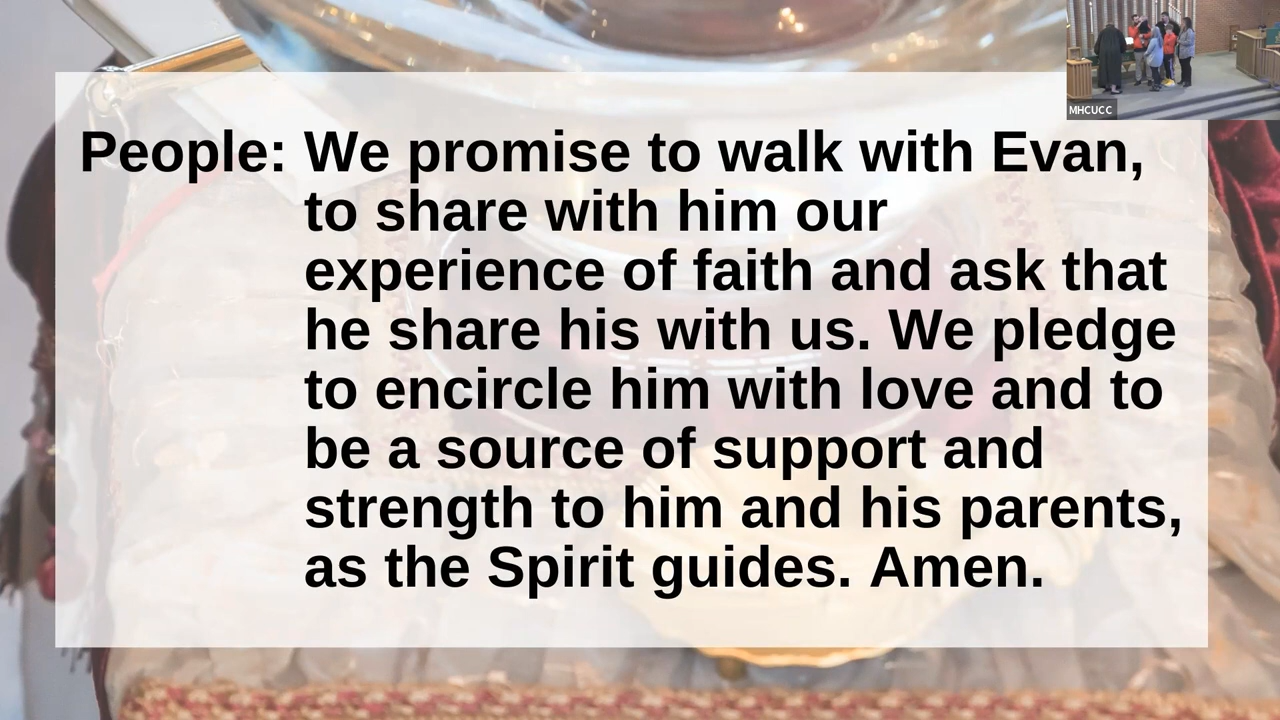 MHCUCC
People: We promise to walk with Evan,
to share with him our
experience of faith and ask that
he share his with us. We pledge
to encircle him with love and to
be a source of support and
strength to him and his parents,
as the Spirit guides. Amen.